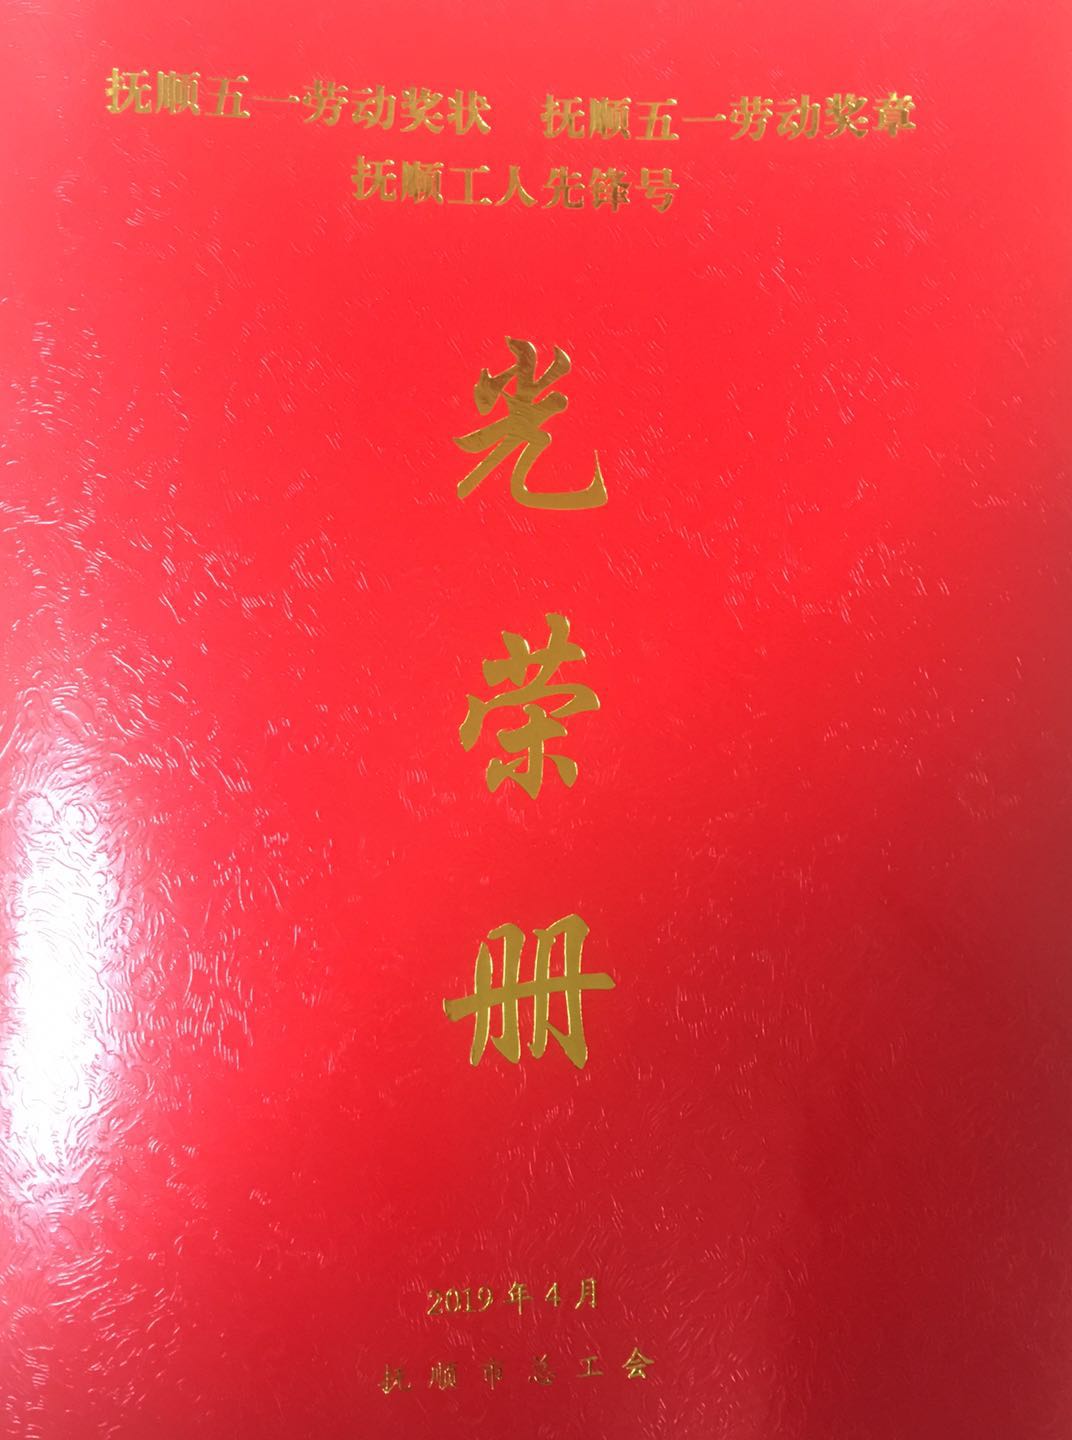 抚顺五一劳动奖状 抚顺五一劳动奖章
抚顺工人先锋号
光
荣
册
2019年4月
抚顺市总工会